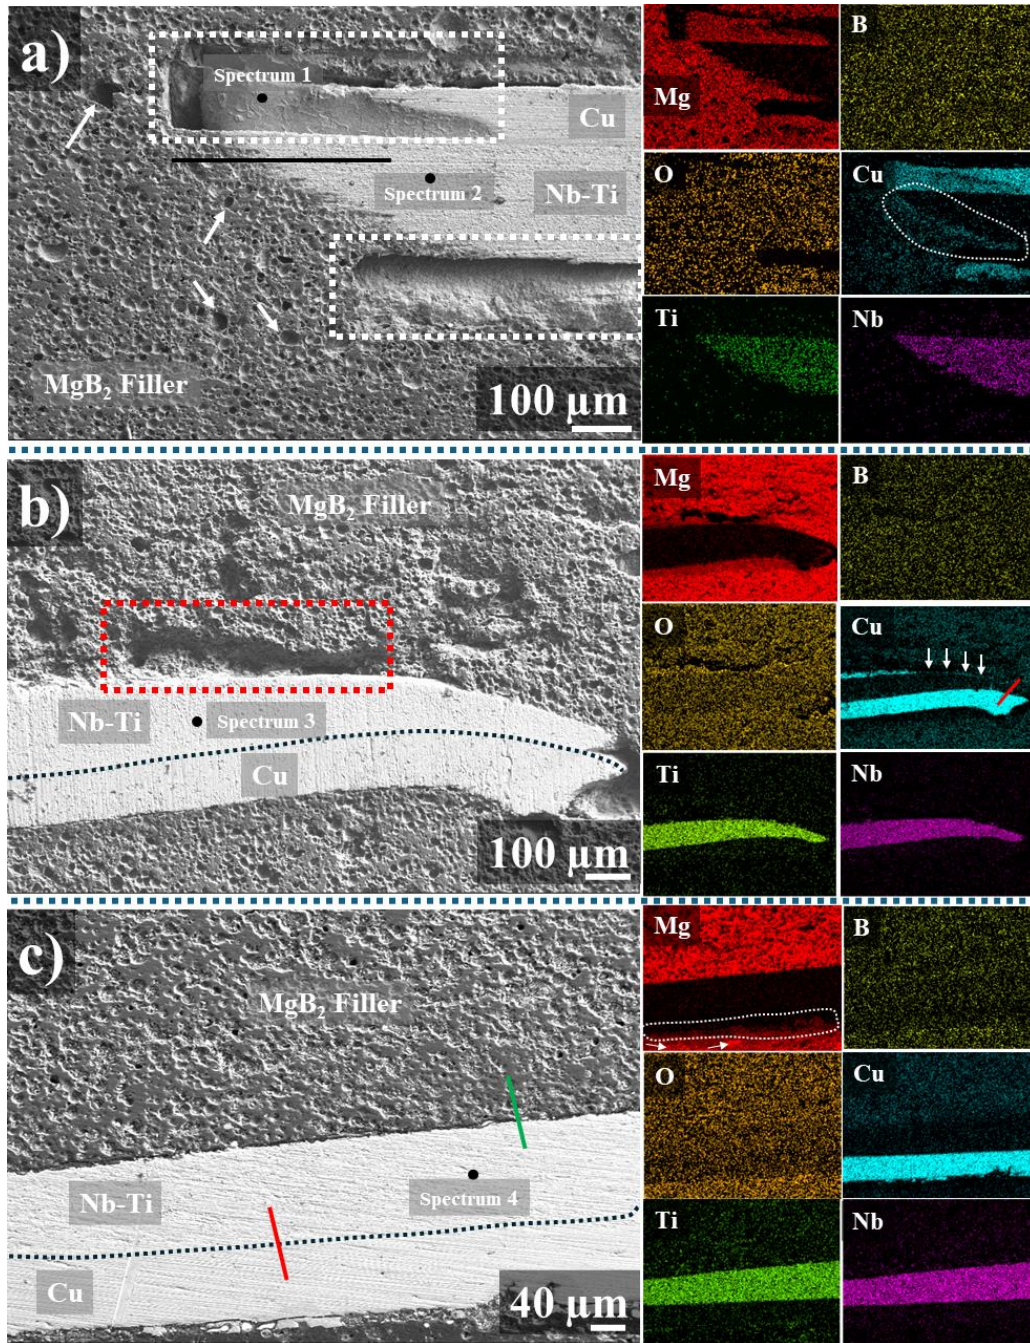 a)
Spectrum 1
Cu
Spectrum 2
Nb-Ti
MgB₂ Filler
100 µm
Mg
B
O
Cu
Ti
Nb
b)
MgB₂ Filler
Nb-Ti
Spectrum 3
Cu
100 µm
Mg
B
O
Cu
Ti
Nb
c)
MgB₂ Filler
Nb-Ti
Spectrum 4
Cu
40 µm
Mg
B
O
Cu
Ti
Nb